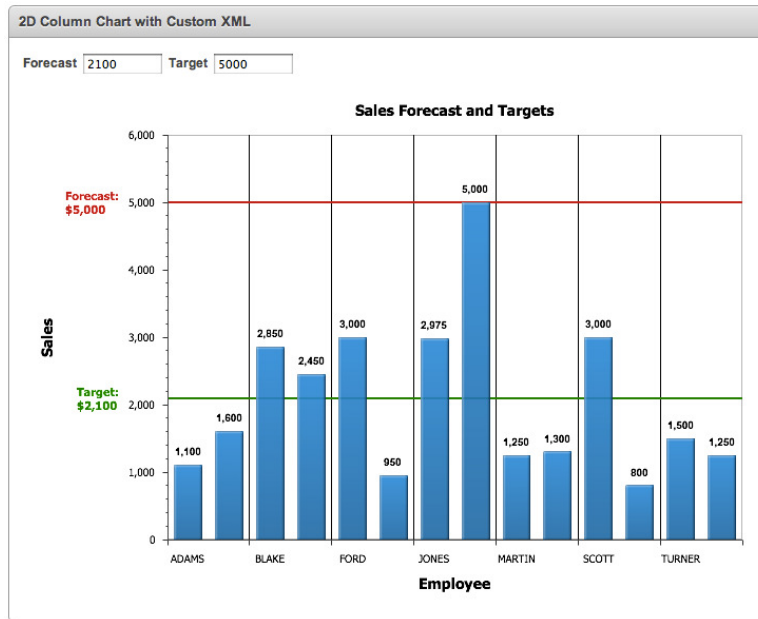 2D Column Chart with Custom XML
Forecast 2100 Target 5000
Sales Forecast and Targets
6,000
Forecast:
$5,000
5,000
5,000
4,000
Sales
3,000
2,850
2,450
3,000
2,975
3,000
Target:
$2,100
2,000
1,100
1,600
950
1,250
1,300
800
1,500
1,250
1,000
0
ADAMS BLAKE FORD JONES MARTIN SCOTT TURNER
Employee